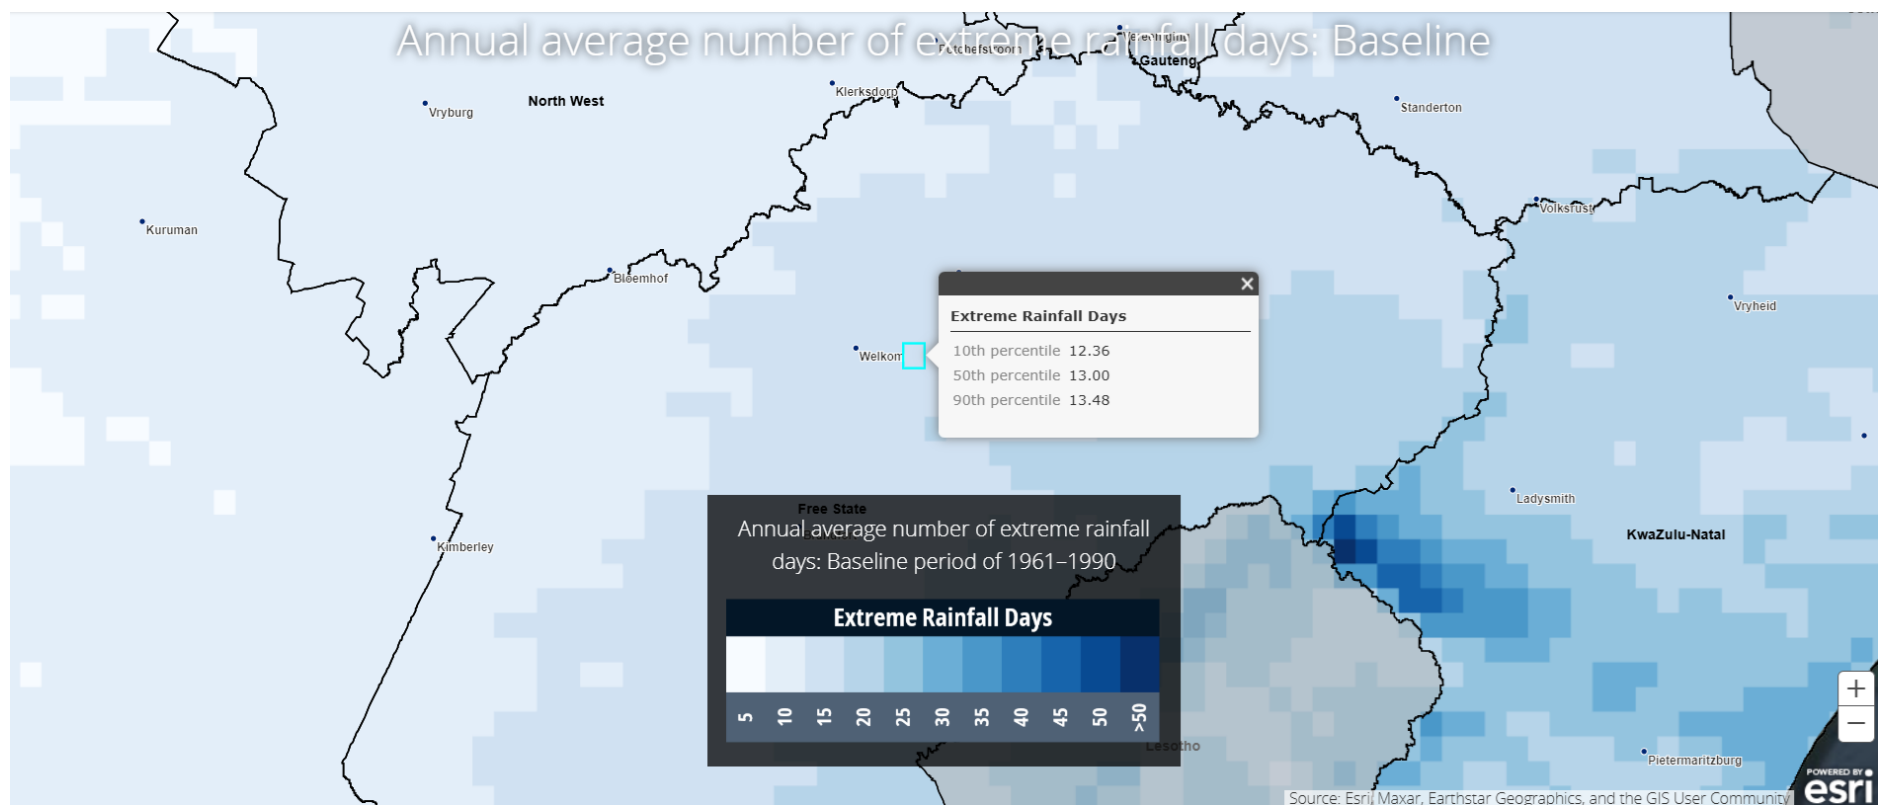 Annual average number of extreme rainfall days: Baseline
Potchefstroom
Vereeniging
Gauteng
Klerksdorp
North West
Vryburg
Standerton
Volksrust
Kuruman
Bloemhof
Vryheid
Extreme Rainfall Days
10th percentile 12.36
50th percentile 13.00
90th percentile 13.48
Welkom
Ladysmith
Free State
KwaZulu-Natal
Kimberley
Annual average number of extreme rainfall
days: Baseline period of 1961–1990
Extreme Rainfall Days
5 10 15 20 25 30 35 40 45 50 >50
Lesotho
Pietermaritzburg
+
−
POWERED BY
esri
Source: Esri, Maxar, Earthstar Geographics, and the GIS User Community